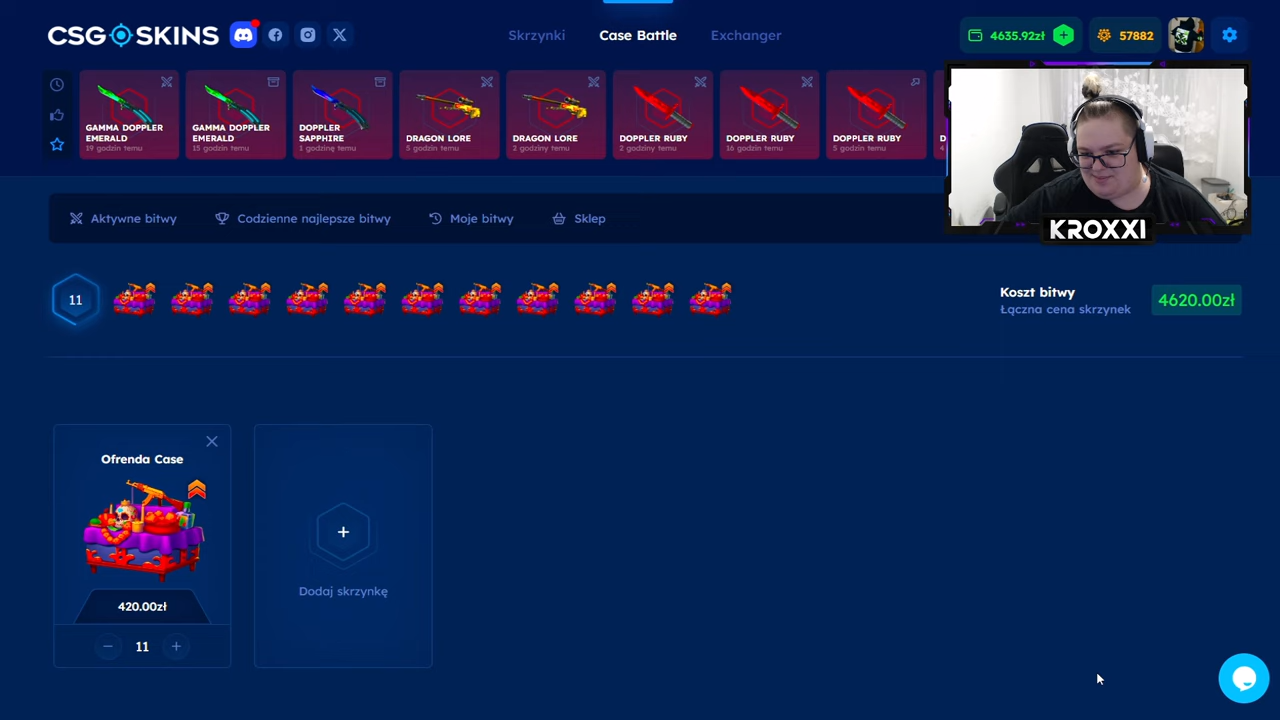 CSG SKINS
Skrzynki
Case Battle
Exchanger
4635.92zł
57882
GAMMA DOPPLER
EMERALD
19 godzin temu
GAMMA DOPPLER
EMERALD
15 godzin temu
DOPPLER
SAPPHIRE
1 godzinę temu
DRAGON LORE
5 godzin temu
DRAGON LORE
2 godziny temu
DOPPLER RUBY
2 godziny temu
DOPPLER RUBY
16 godzin temu
DOPPLER RUBY
5 godzin temu
Aktywne bitwy
Codzienne najlepsze bitwy
Moje bitwy
Sklep
KROXXI
11
Koszt bitwy
Łączna cena skrzynek
4620.00zł
Ofrenda Case
420.00zł
11
Dodaj skrzynkę